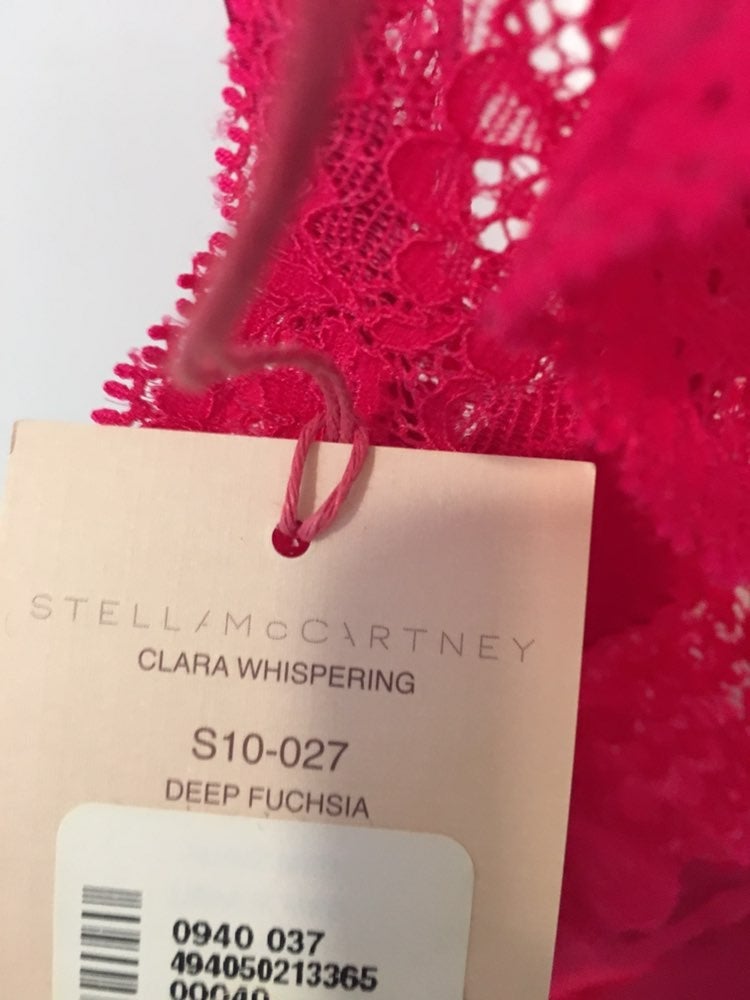 STELLA McCARTNEY
CLARA WHISPERING
S10-027
DEEP FUCHSIA
0940 037
494050213365